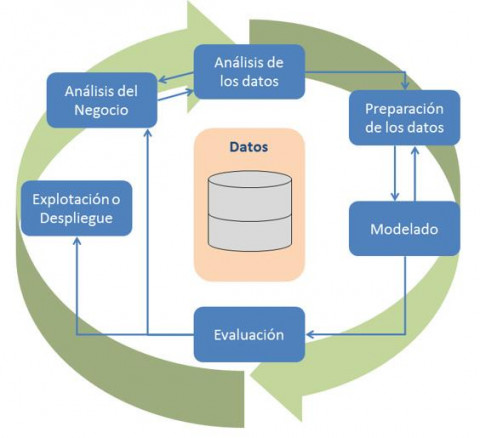 Análisis de
los datos
Análisis del
Negocio
Preparación
de los datos
Datos
Explotación o
Despliegue
Modelado
Evaluación